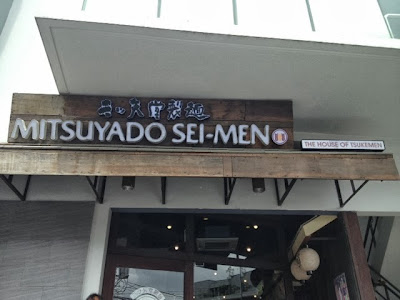 三ツ矢堂製麺
MITSUYADO SEI-MEN
THE HOUSE OF TSUKEMEN